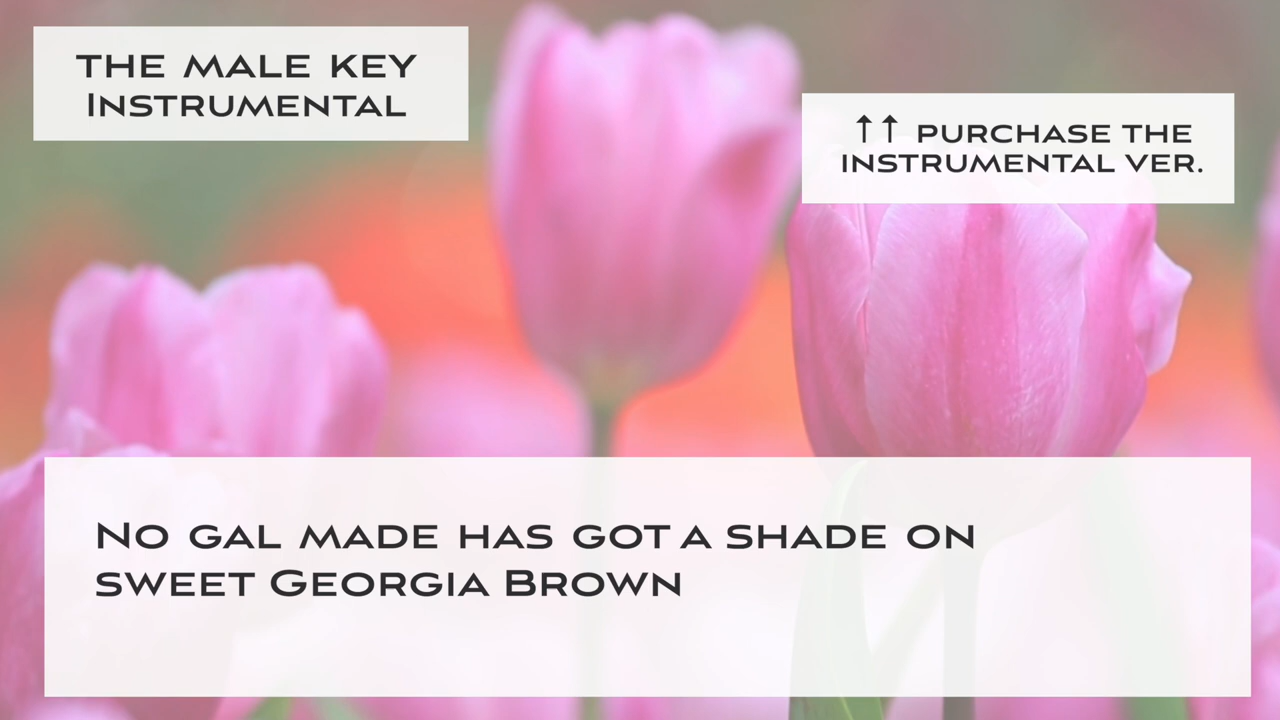 THE MALE KEY
INSTRUMENTAL
↑↑ PURCHASE THE
INSTRUMENTAL VER.
NO GAL MADE HAS GOT A SHADE ON
SWEET GEORGIA BROWN